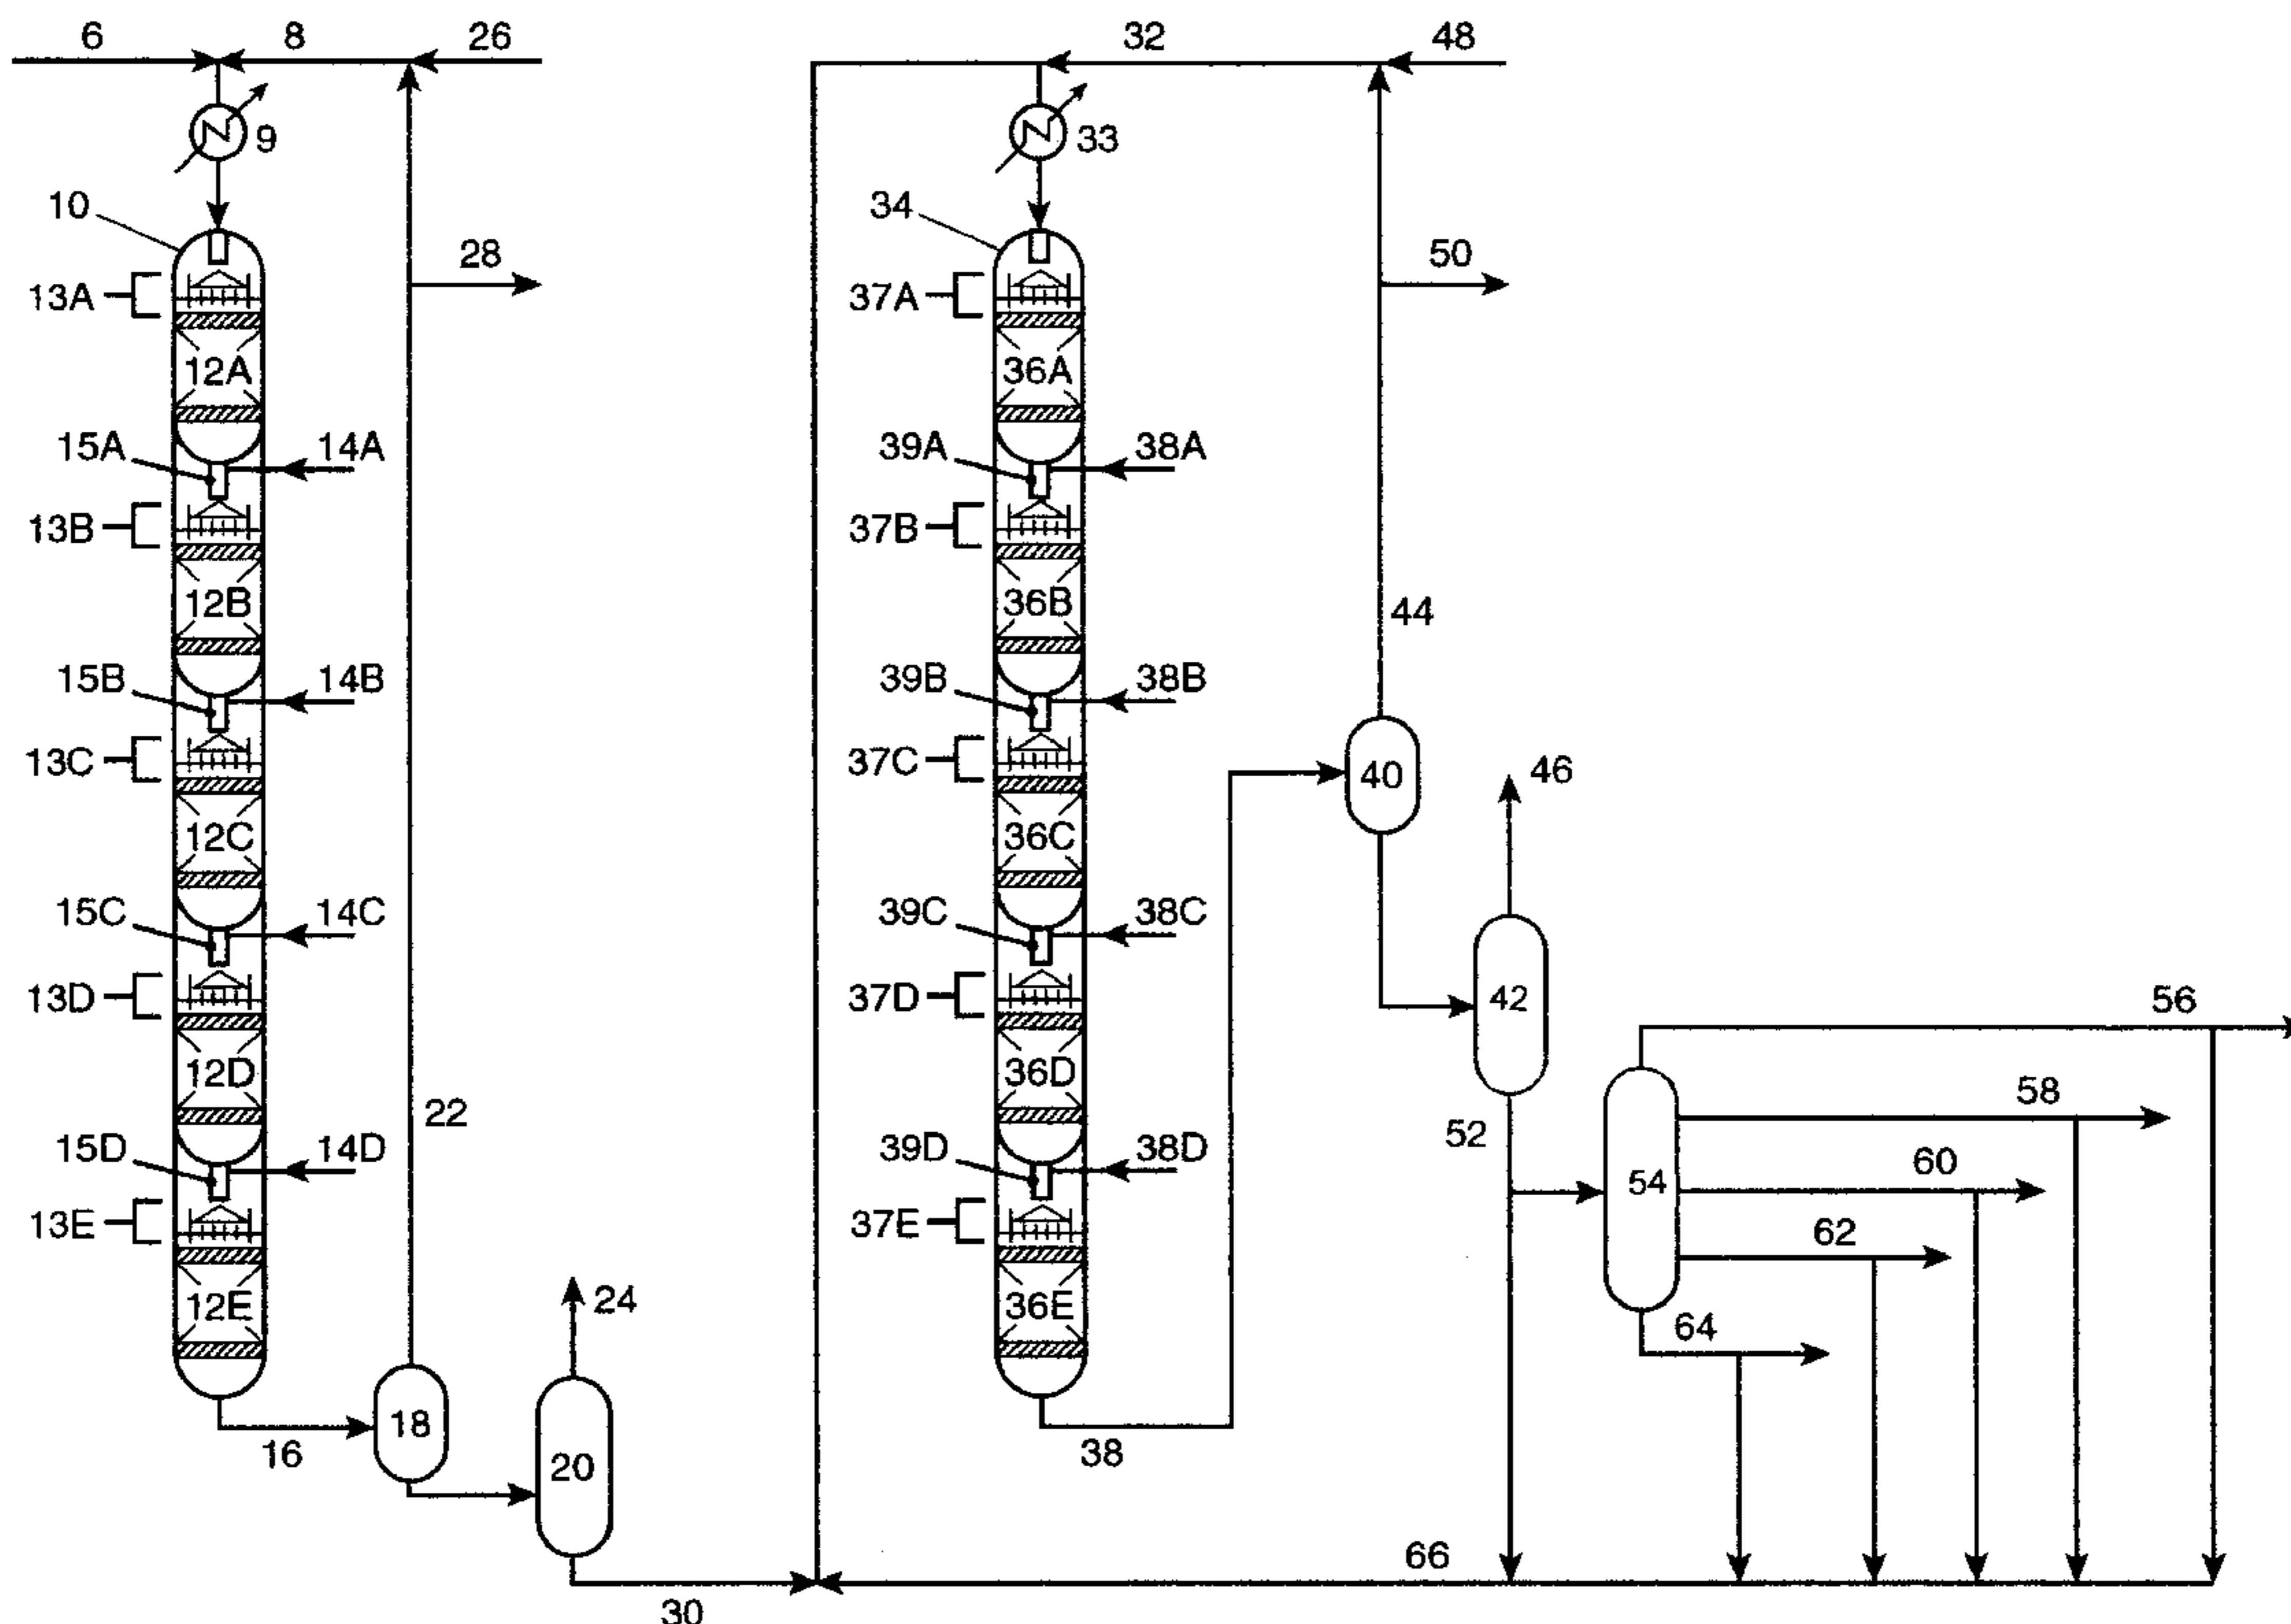 6 8 26 32 48
9 33
10 34
28 50
13A 37A
12A 36A
15A 14A 39A 38A
13B 37B
12B 36B 44
15B 14B 39B 38B
13C 37C 40 46
12C 36C
15C 14C 39C 38C
13D 37D 42 56
12D 36D 58
22 52
15D 14D 39D 38D 60
54
13E 37E 62
12E 24 36E 64
18
16 20 38
66
30